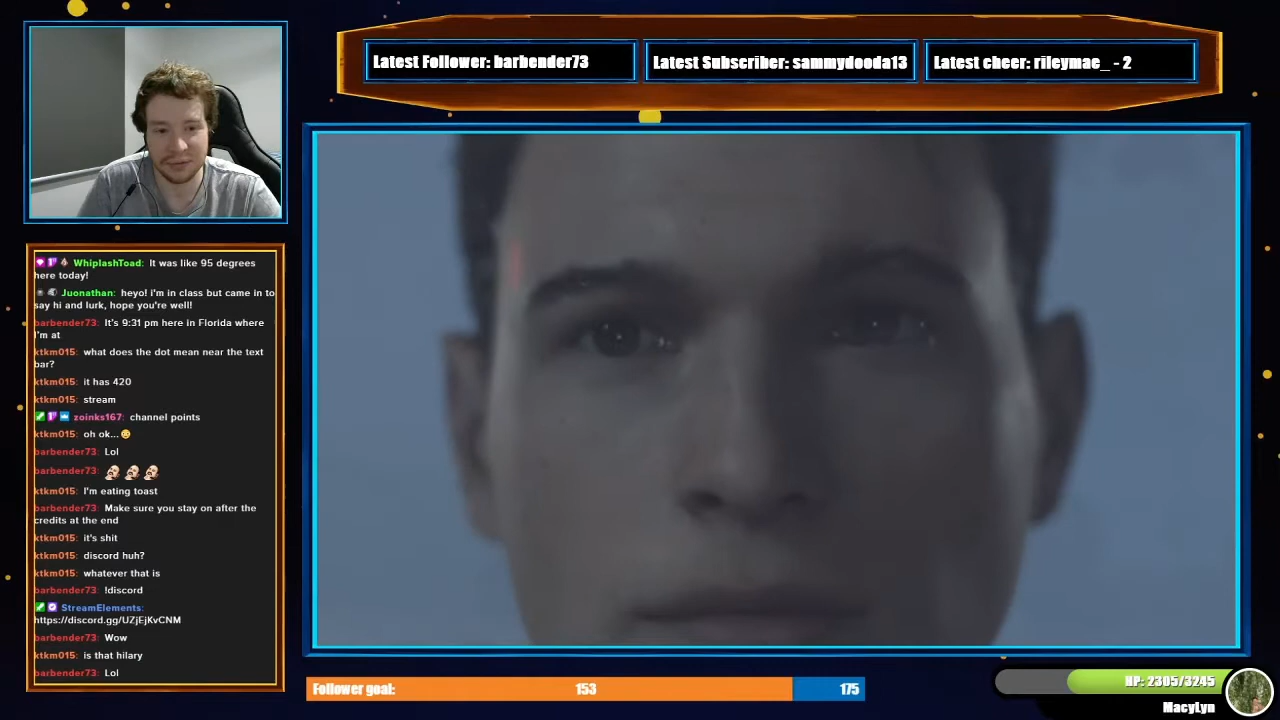 Latest Follower: barbender73
Latest Subscriber: sammydooda13
Latest cheer: rileymae_ - 2
WhiplashToad: It was like 95 degrees
here today!
Juonathan: heyo! i'm in class but came in to
say hi and lurk, hope you're well!
barbender73: It's 9:31 pm here in Florida where
I'm at
ktkm015: what does the dot mean near the text
bar?
ktkm015: it has 420
ktkm015: stream
zoinks167: channel points
ktkm015: oh ok...
barbender73: Lol
barbender73:
ktkm015: I'm eating toast
barbender73: Make sure you stay on after the
credits at the end
ktkm015: it's shit
ktkm015: discord huh?
ktkm015: whatever that is
barbender73: !discord
StreamElements:
https://discord.gg/UZjEjKvCNM
barbender73: Wow
ktkm015: is that hilary
barbender73: Lol
Follower goal: 153 175
HP: 2305/3245
MacyLyn